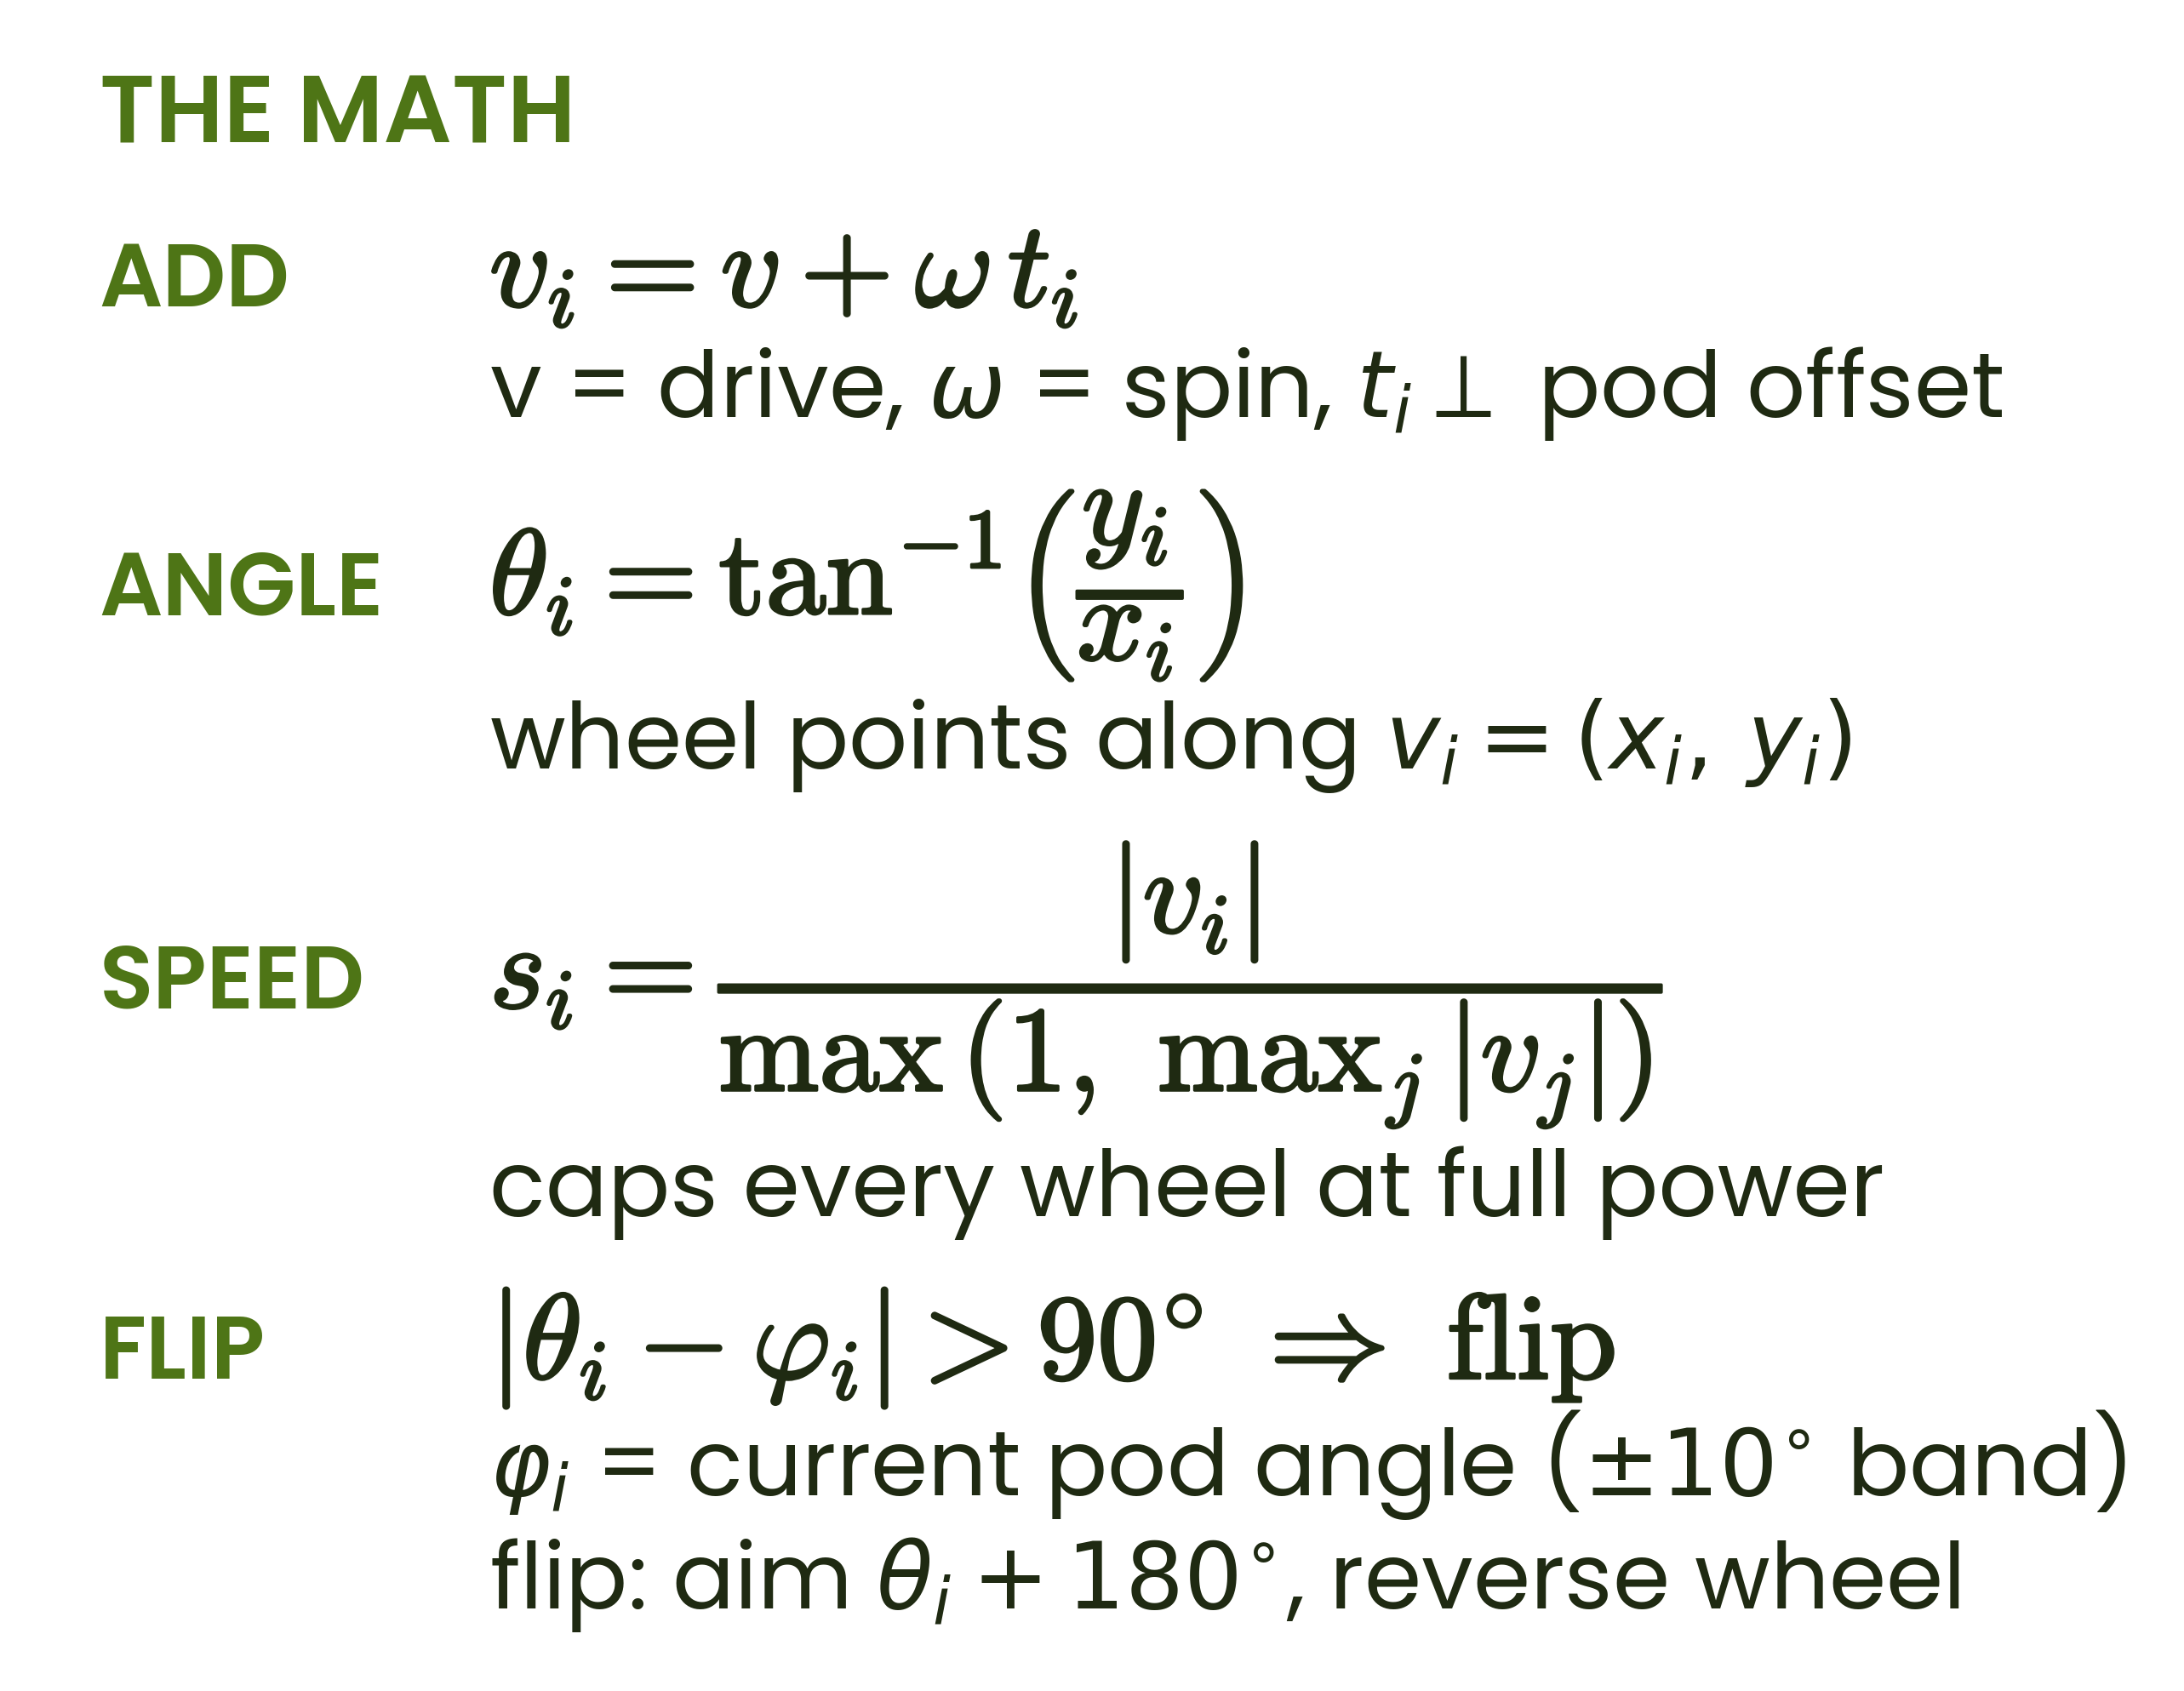 THE MATH
ADD v_i = v + ω t_i
v = drive, ω = spin, t_i ⊥ pod offset
ANGLE θ_i = tan⁻¹(y_i / x_i)
wheel points along v_i = (x_i, y_i)
SPEED s_i = |v_i| / max(1, max_j |v_j|)
caps every wheel at full power
FLIP |θ_i − φ_i| > 90° ⇒ flip
φ_i = current pod angle (±10° band)
flip: aim θ_i + 180°, reverse wheel